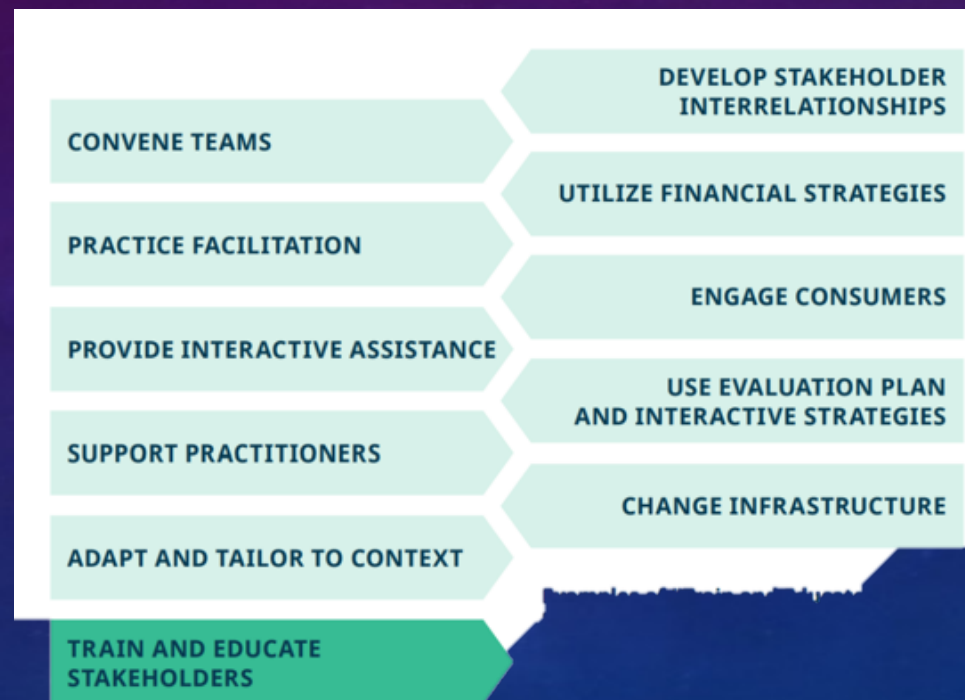 CONVENE TEAMS
PRACTICE FACILITATION
PROVIDE INTERACTIVE ASSISTANCE
SUPPORT PRACTITIONERS
ADAPT AND TAILOR TO CONTEXT
TRAIN AND EDUCATE
STAKEHOLDERS
DEVELOP STAKEHOLDER
INTERRELATIONSHIPS
UTILIZE FINANCIAL STRATEGIES
ENGAGE CONSUMERS
USE EVALUATION PLAN
AND INTERACTIVE STRATEGIES
CHANGE INFRASTRUCTURE